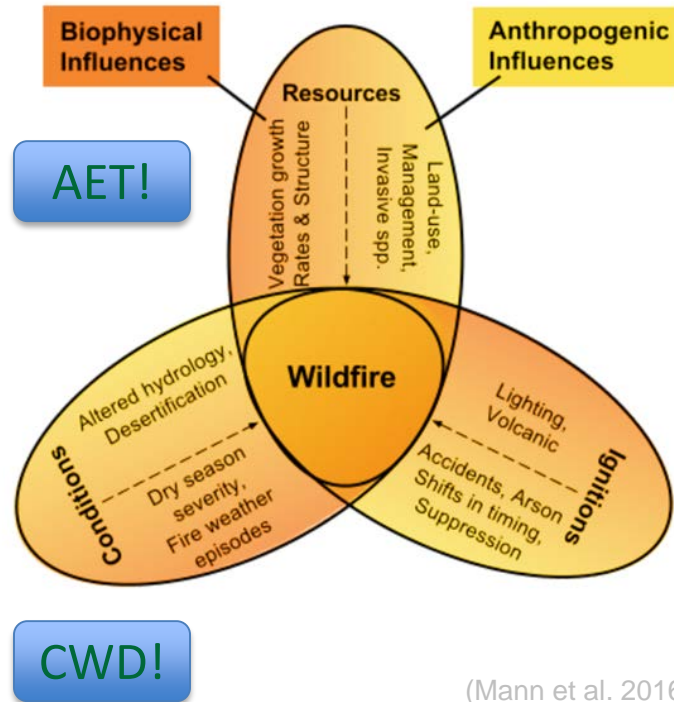 Biophysical
Influences
Anthropogenic
Influences
Resources
Vegetation growth
Rates & Structure
Land-use,
Management,
Invasive spp.
AET!
Wildfire
Altered hydrology,
Desertification
Conditions
Dry season
severity,
Fire weather
episodes
Lighting,
Volcanic
Ignitions
Accidents, Arson
Shifts in timing,
Suppression
CWD!
(Mann et al. 2016